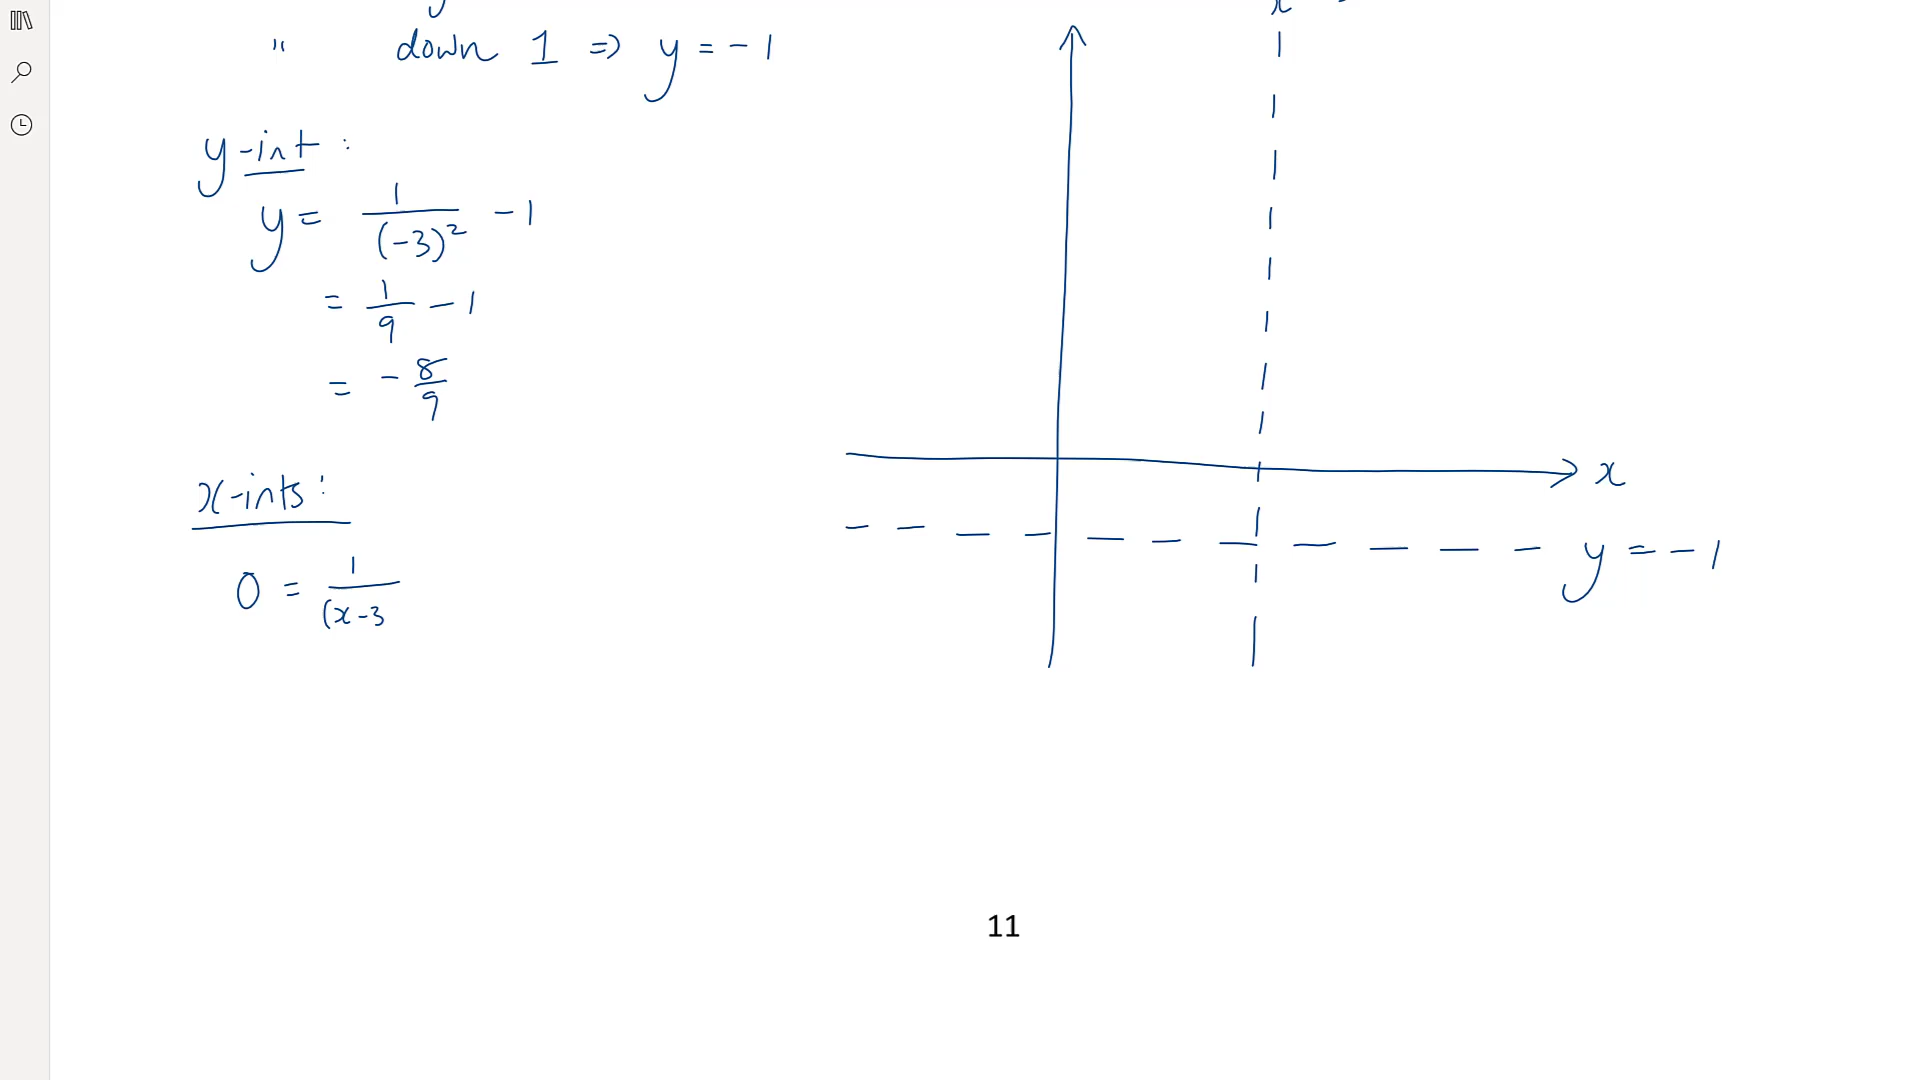 " down 1 => y = -1
y-int :
y = 1/(-3)² - 1
= 1/9 - 1
= - 8/9
x-ints :
0 = 1/(x-3
x
y = -1
11